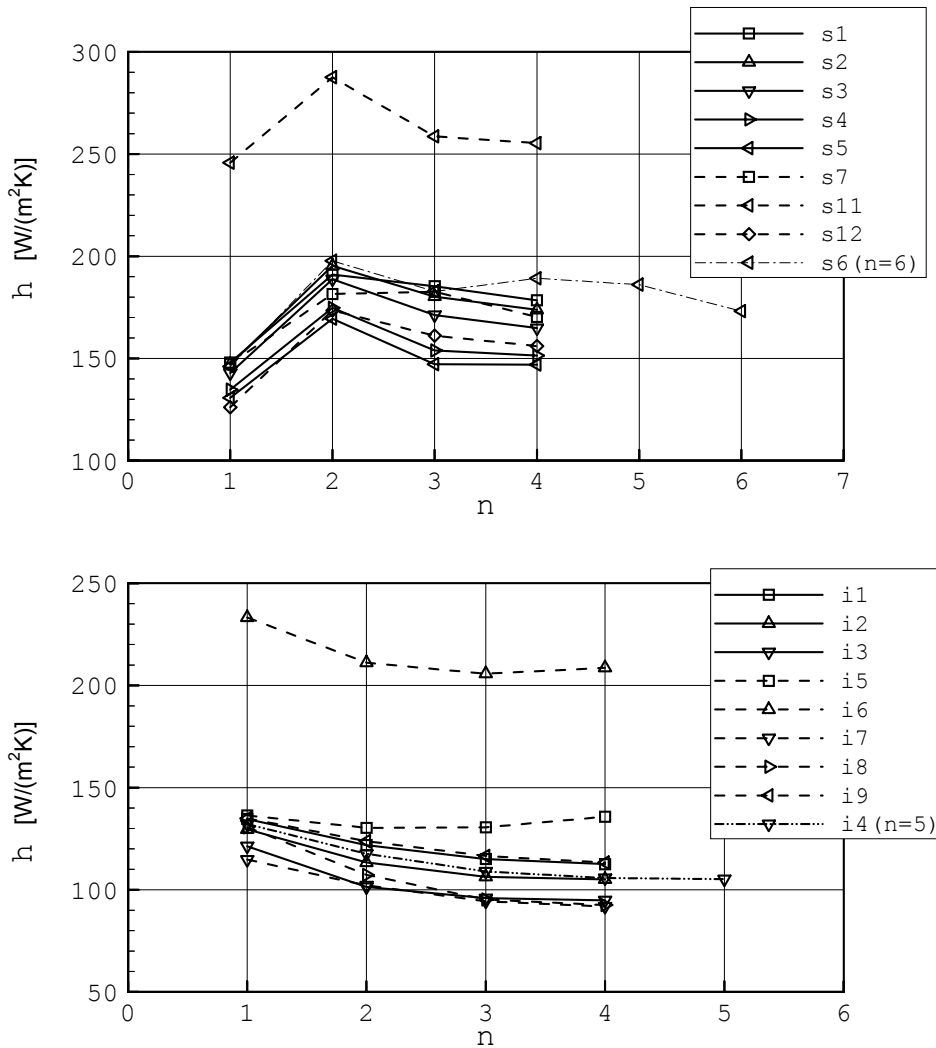 300
250
200
150
100
h [W/(m²K)]
0 1 2 3 4 5 6 7
n
s1
s2
s3
s4
s5
s7
s11
s12
s6(n=6)
250
200
150
100
50
h [W/(m²K)]
0 1 2 3 4 5 6
n
i1
i2
i3
i5
i6
i7
i8
i9
i4(n=5)